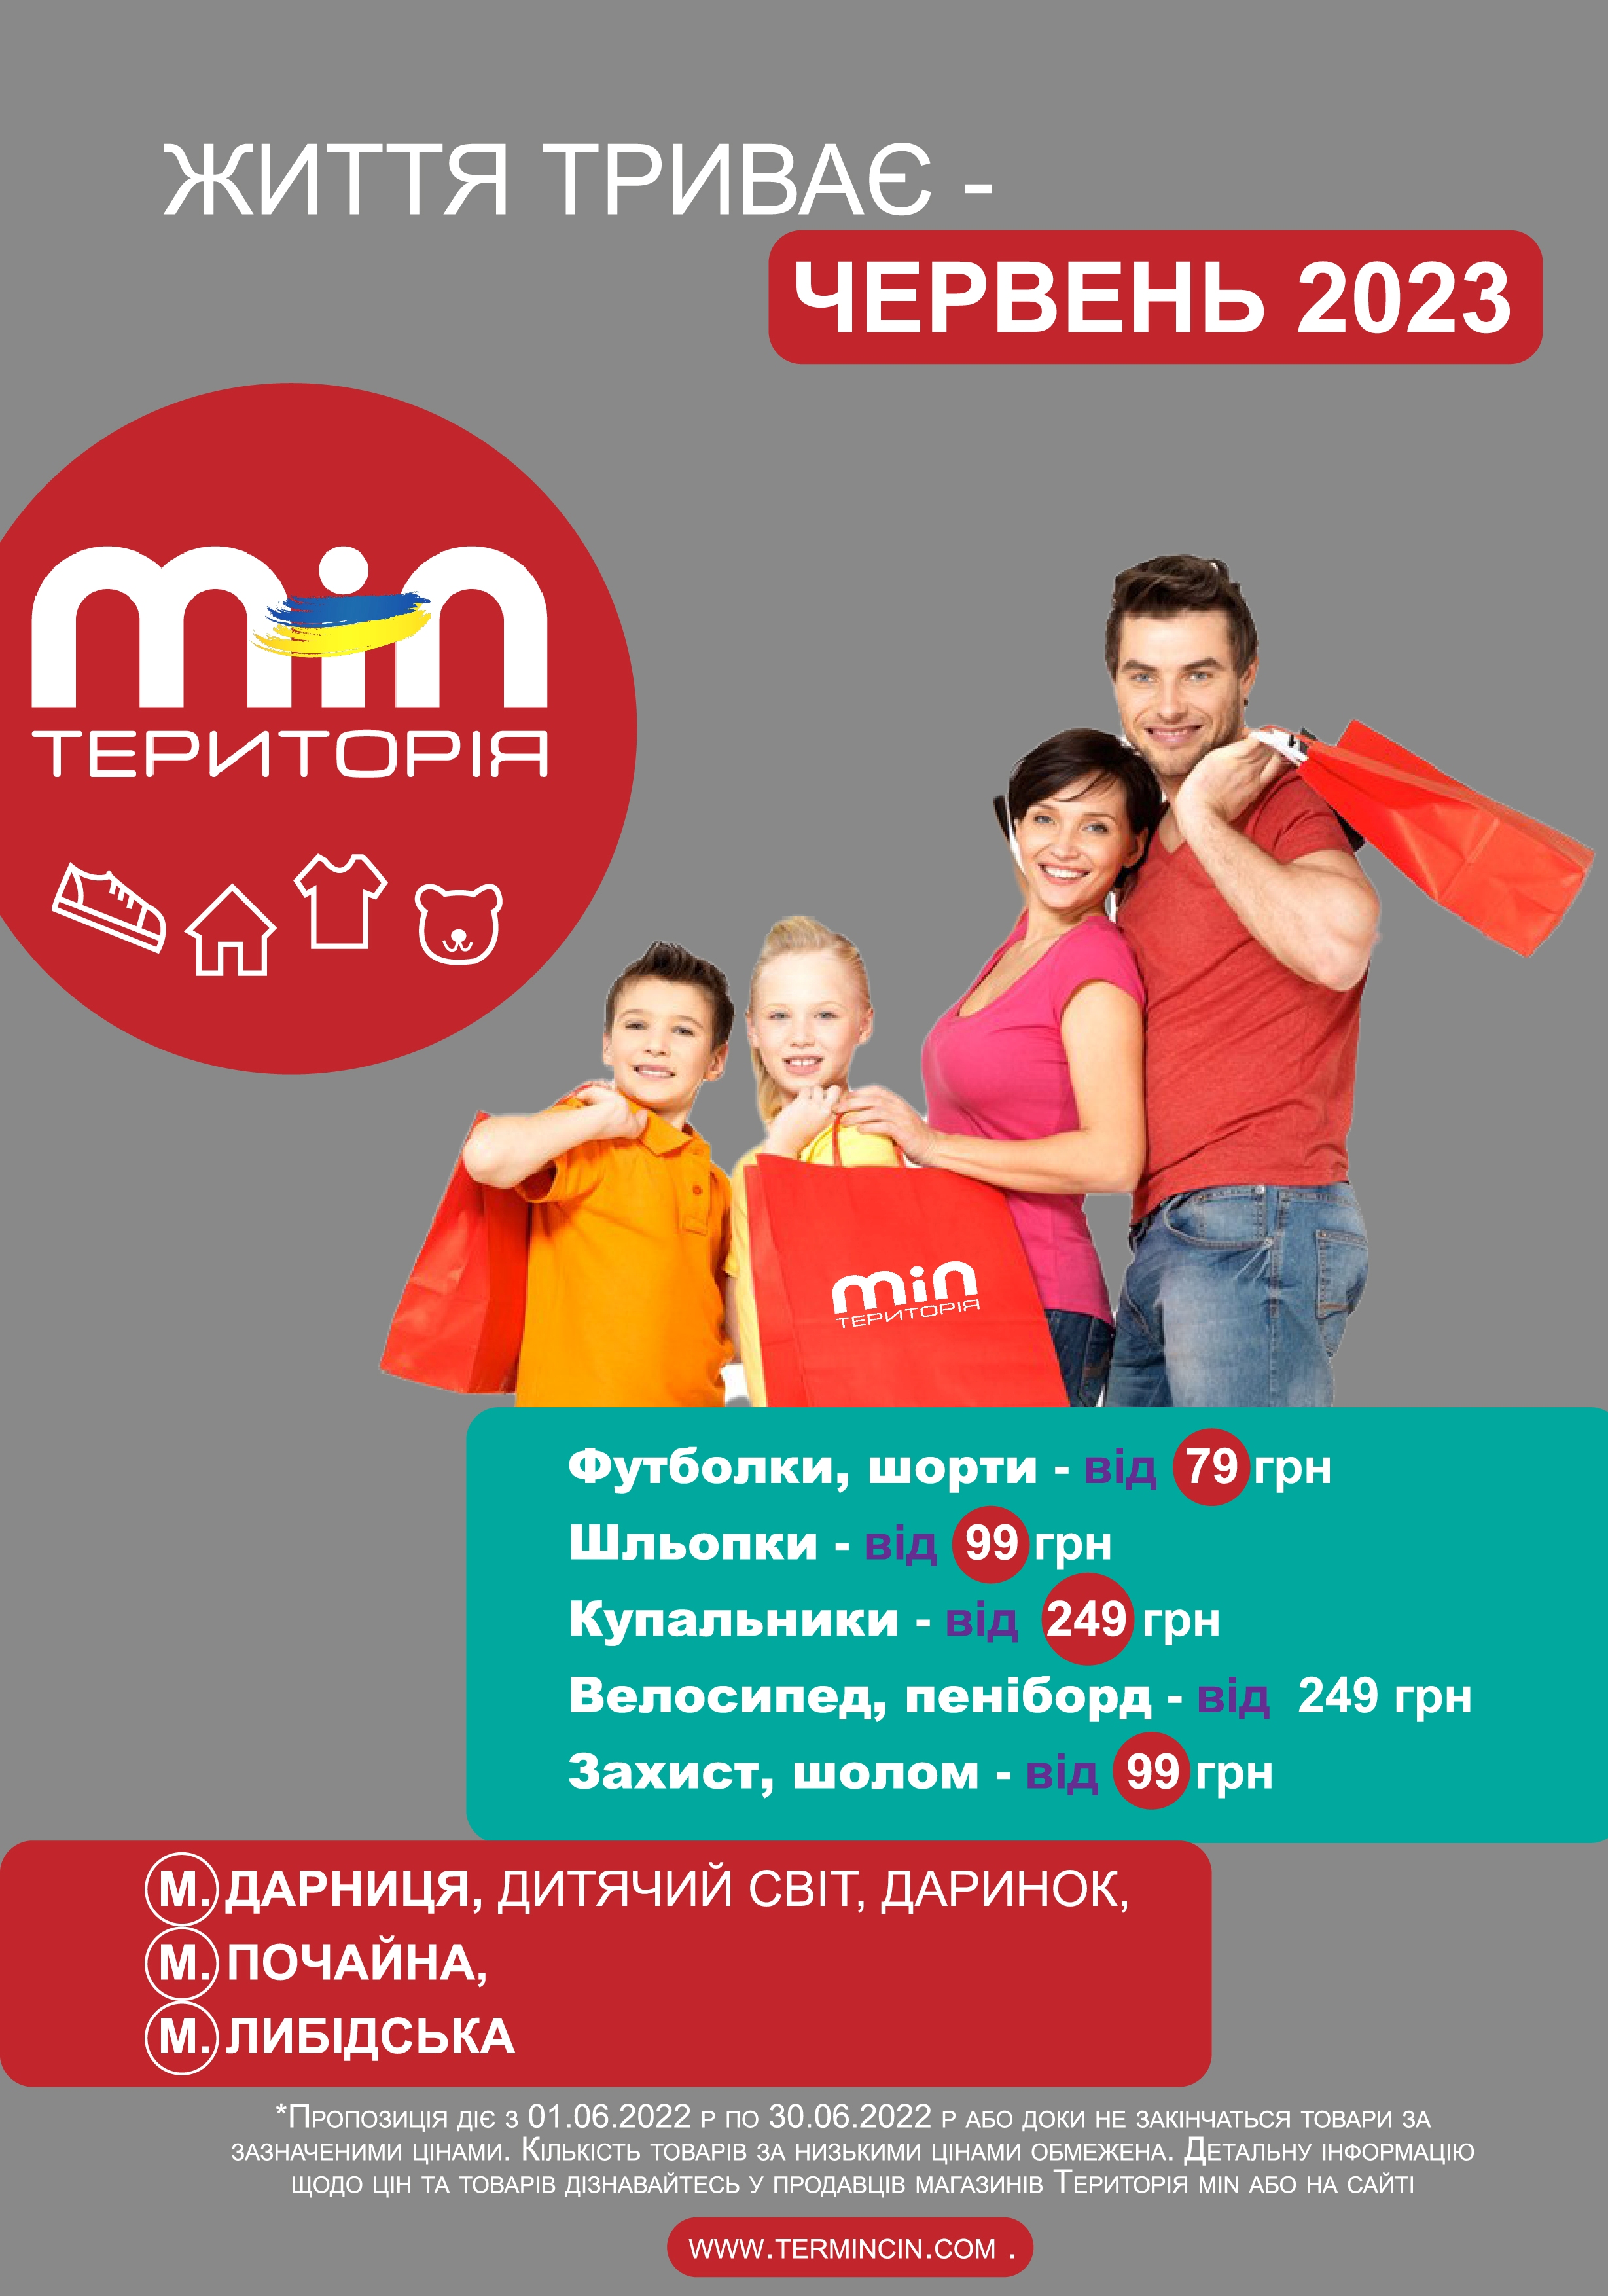 ЖИТТЯ ТРИВАЄ -
ЧЕРВЕНЬ 2023
min
ТЕРИТОРІЯ
min
ТЕРИТОРІЯ
Футболки, шорти - від 79 грн
Шльопки - від 99 грн
Купальники - від 249 грн
Велосипед, пеніборд - від 249 грн
Захист, шолом - від 99 грн
М. ДАРНИЦЯ, ДИТЯЧИЙ СВІТ, ДАРИНОК,
М. ПОЧАЙНА,
М. ЛИБІДСЬКА
*Пропозиція діє з 01.06.2022 р по 30.06.2022 р або доки не закінчаться товари за
зазначеними цінами. Кількість товарів за низькими цінами обмежена. Детальну інформацію
щодо цін та товарів дізнавайтесь у продавців магазинів Територія min або на сайті
www.termincin.com .